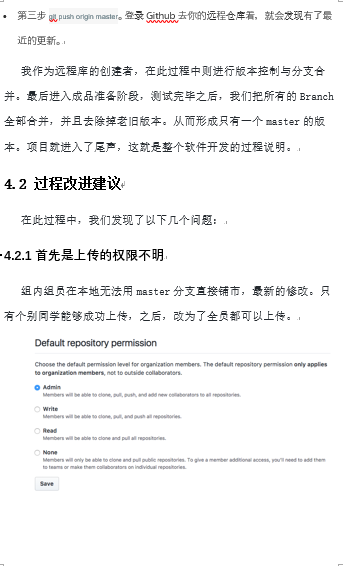 • 第三步 git push origin master。登录 Github 去你的远程仓库看，就会发现有了最
近的更新。
我作为远程库的创建者，在此过程中则进行版本控制与分支合
并。最后进入成品准备阶段，测试完毕之后，我们把所有的 Branch
全部合并，并且去除掉老旧版本。从而形成只有一个 master 的版
本。项目就进入了尾声，这就是整个软件开发的过程说明。
4.2 过程改进建议
在此过程中，我们发现了以下几个问题：
4.2.1 首先是上传的权限不明
组内组员在本地无法用 master 分支直接铺市，最新的修改。只
有个别同学能够成功上传，之后，改为了全员都可以上传。
Default repository permission
Choose the default permission level for organization members. The default repository permission only applies
to organization members, not to outside collaborators.
Admin
Members will be able to clone, pull, push, and add new collaborators to all repositories.
Write
Members will be able to clone, pull, and push all repositories.
Read
Members will be able to clone and pull all repositories.
None
Members will only be able to clone and pull public repositories. To give a member additional access, you'll need to add them
to teams or make them collaborators on individual repositories.
Save